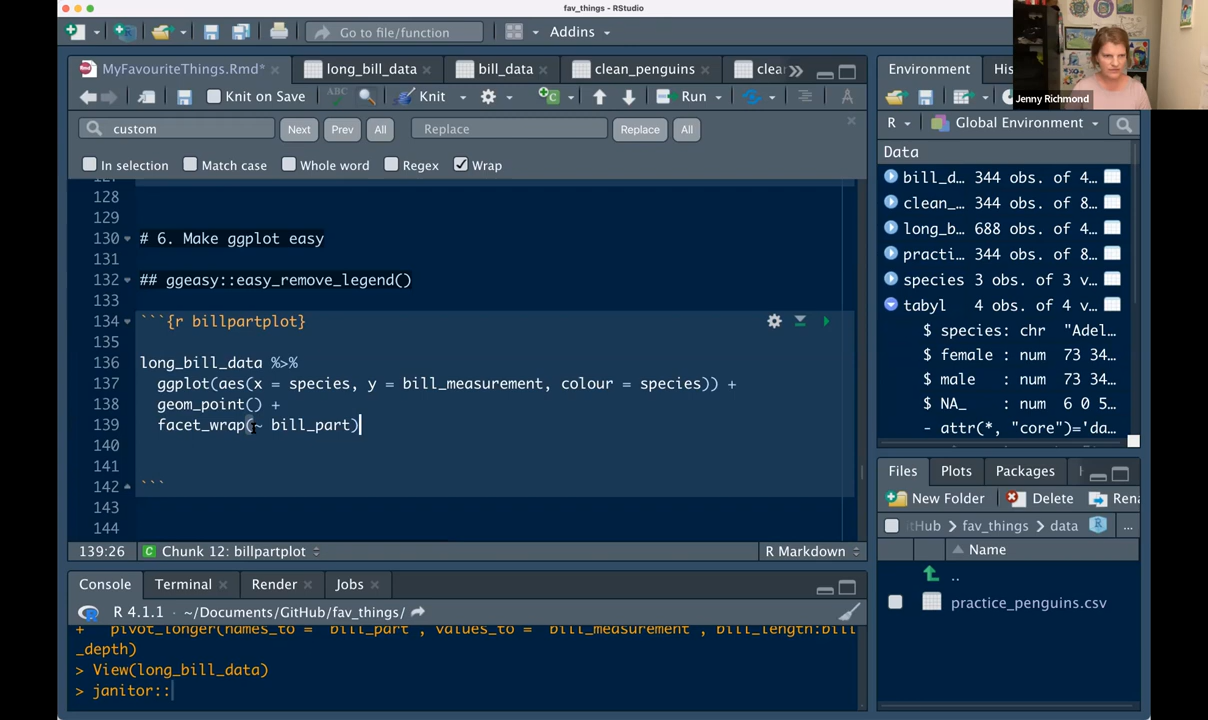 fav_things - RStudio
Go to file/function
Addins
MyFavouriteThings.Rmd*
long_bill_data
bill_data
clean_penguins
clea
Knit on Save
ABC
Knit
Run
custom
Next
Prev
All
Replace
Replace
All
In selection
Match case
Whole word
Regex
Wrap
128
129
130 # 6. Make ggplot easy
131
132 ## ggeasy::easy_remove_legend()
133
134 ```{r billpartplot}
135
136 long_bill_data %>%
137 ggplot(aes(x = species, y = bill_measurement, colour = species)) +
138 geom_point() +
139 facet_wrap(~ bill_part)
140
141
142 ```
143
144
139:26
Chunk 12: billpartplot
R Markdown
Console
Terminal
Render
Jobs
R 4.1.1 · ~/Documents/GitHub/fav_things/
+ pivot_longer(names_to = "bill_part", values_to = "bill_measurement", bill_length:bill
_depth)
> View(long_bill_data)
> janitor::
Jenny Richmond
Environment
His
R
Global Environment
Data
bill_d… 344 obs. of 4…
clean_… 344 obs. of 8…
long_b… 688 obs. of 4…
practi… 344 obs. of 8…
species 3 obs. of 3 v…
tabyl 4 obs. of 4 v…
$ species: chr "Adel…
$ female : num 73 34…
$ male : num 73 34…
$ NA_ : num 6 0 5…
- attr(*, "core")='da…
Files
Plots
Packages
New Folder
Delete
Rena
itHub
fav_things
data
...
Name
..
practice_penguins.csv